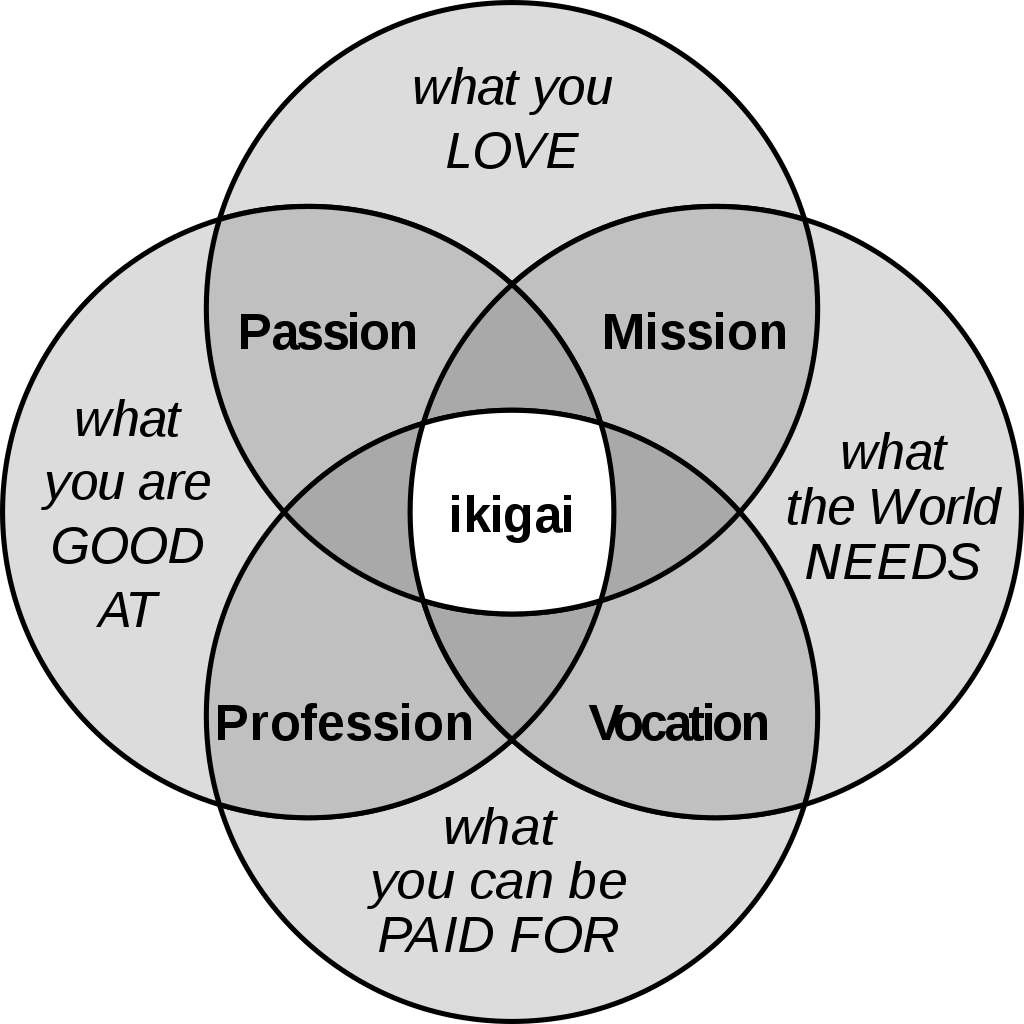 what you
LOVE
Passion
Mission
what
you are
GOOD
AT
ikigai
what
the World
NEEDS
Profession
Vocation
what
you can be
PAID FOR